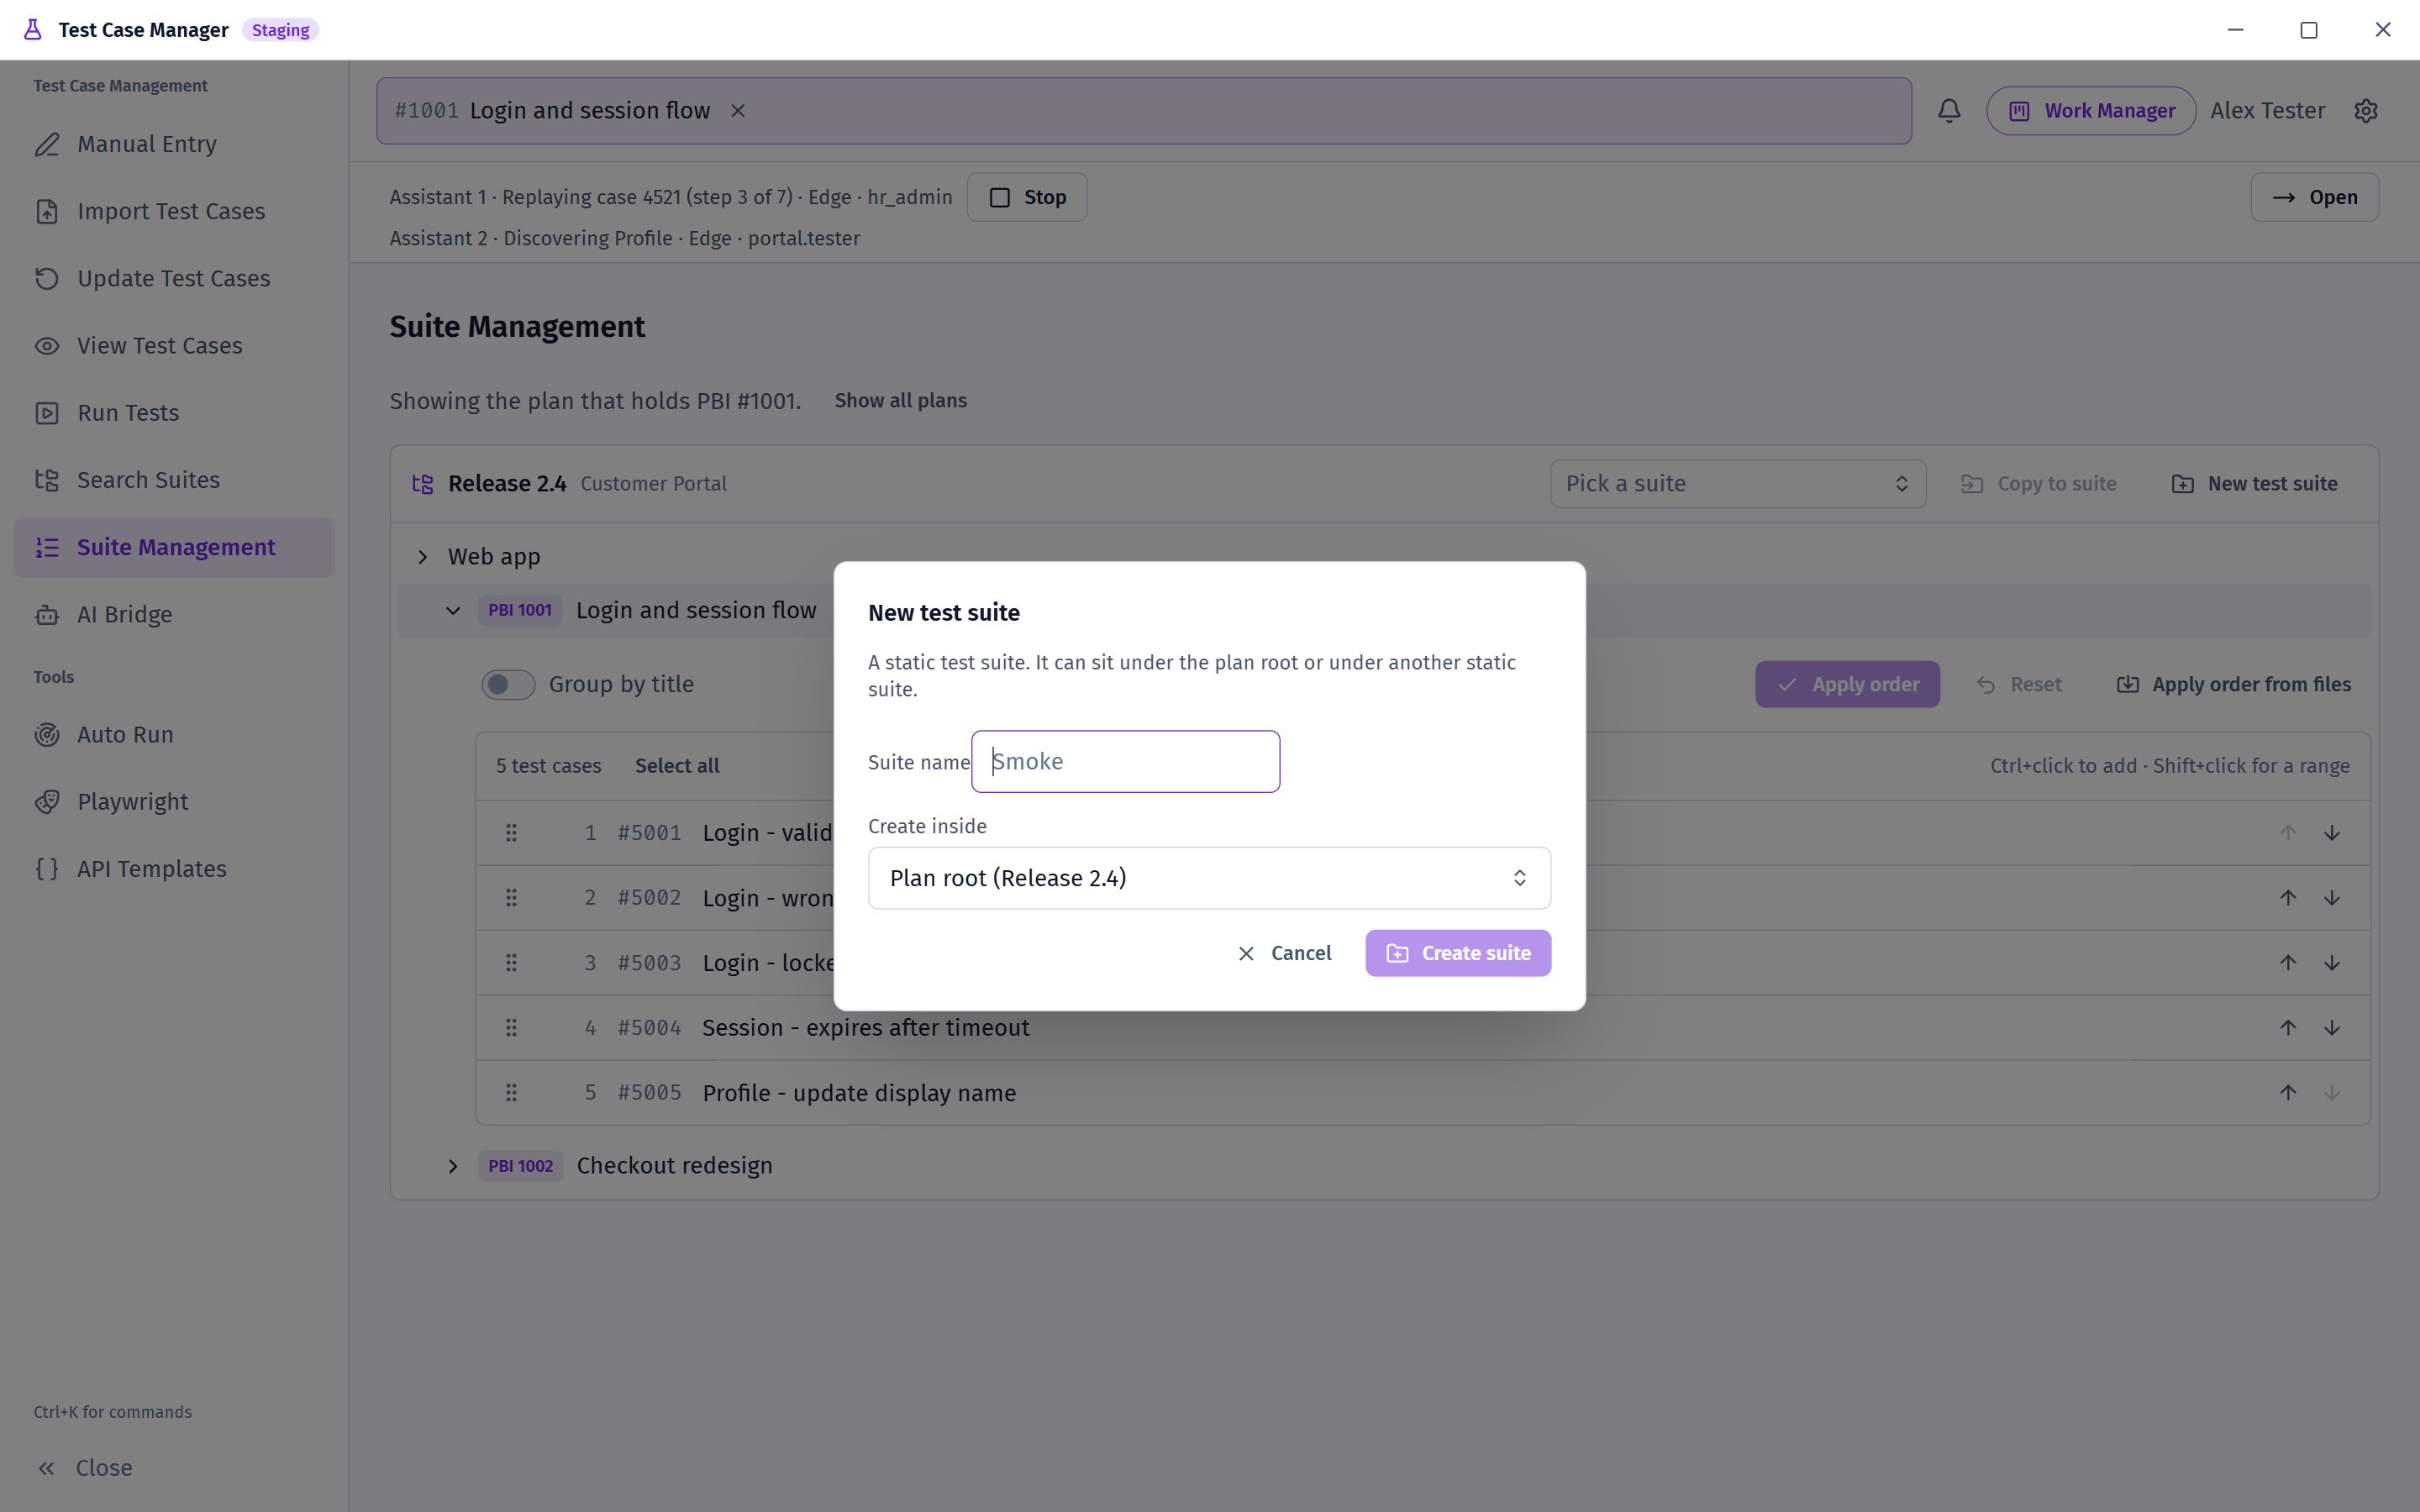 Test Case Manager Staging
Test Case Management
Manual Entry
Import Test Cases
Update Test Cases
View Test Cases
Run Tests
Search Suites
Suite Management
AI Bridge
Tools
Auto Run
Playwright
API Templates
Ctrl+K for commands
Close
#1001 Login and session flow
Work Manager
Alex Tester
Assistant 1 · Replaying case 4521 (step 3 of 7) · Edge · hr_admin Stop
Open
Assistant 2 · Discovering Profile · Edge · portal.tester
Suite Management
Showing the plan that holds PBI #1001. Show all plans
Release 2.4 Customer Portal
Pick a suite Copy to suite New test suite
Web app
PBI 1001 Login and session flow
Group by title
Apply order Reset Apply order from files
5 test cases Select all
Ctrl+click to add · Shift+click for a range
1 #5001 Login - valid
2 #5002 Login - wron
3 #5003 Login - locke
4 #5004 Session - expires after timeout
5 #5005 Profile - update display name
PBI 1002 Checkout redesign
New test suite
A static test suite. It can sit under the plan root or under another static
suite.
Suite name Smoke
Create inside
Plan root (Release 2.4)
Cancel Create suite